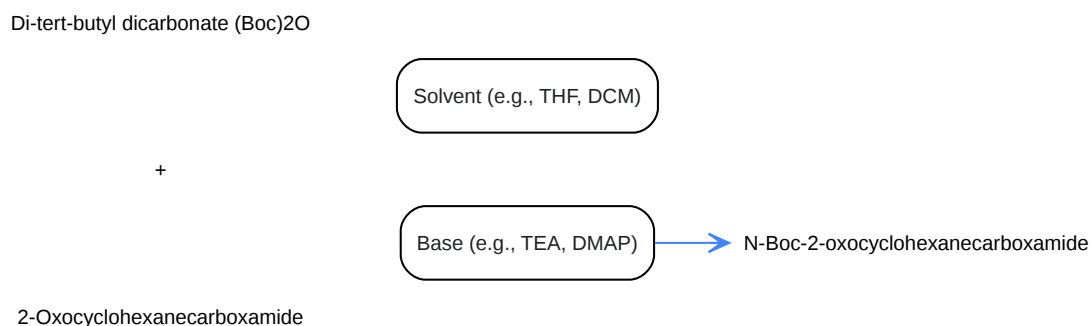 Di-tert-butyl dicarbonate (Boc)2O
Solvent (e.g., THF, DCM)
+
Base (e.g., TEA, DMAP)
N-Boc-2-oxocyclohexanecarboxamide
2-Oxocyclohexanecarboxamide